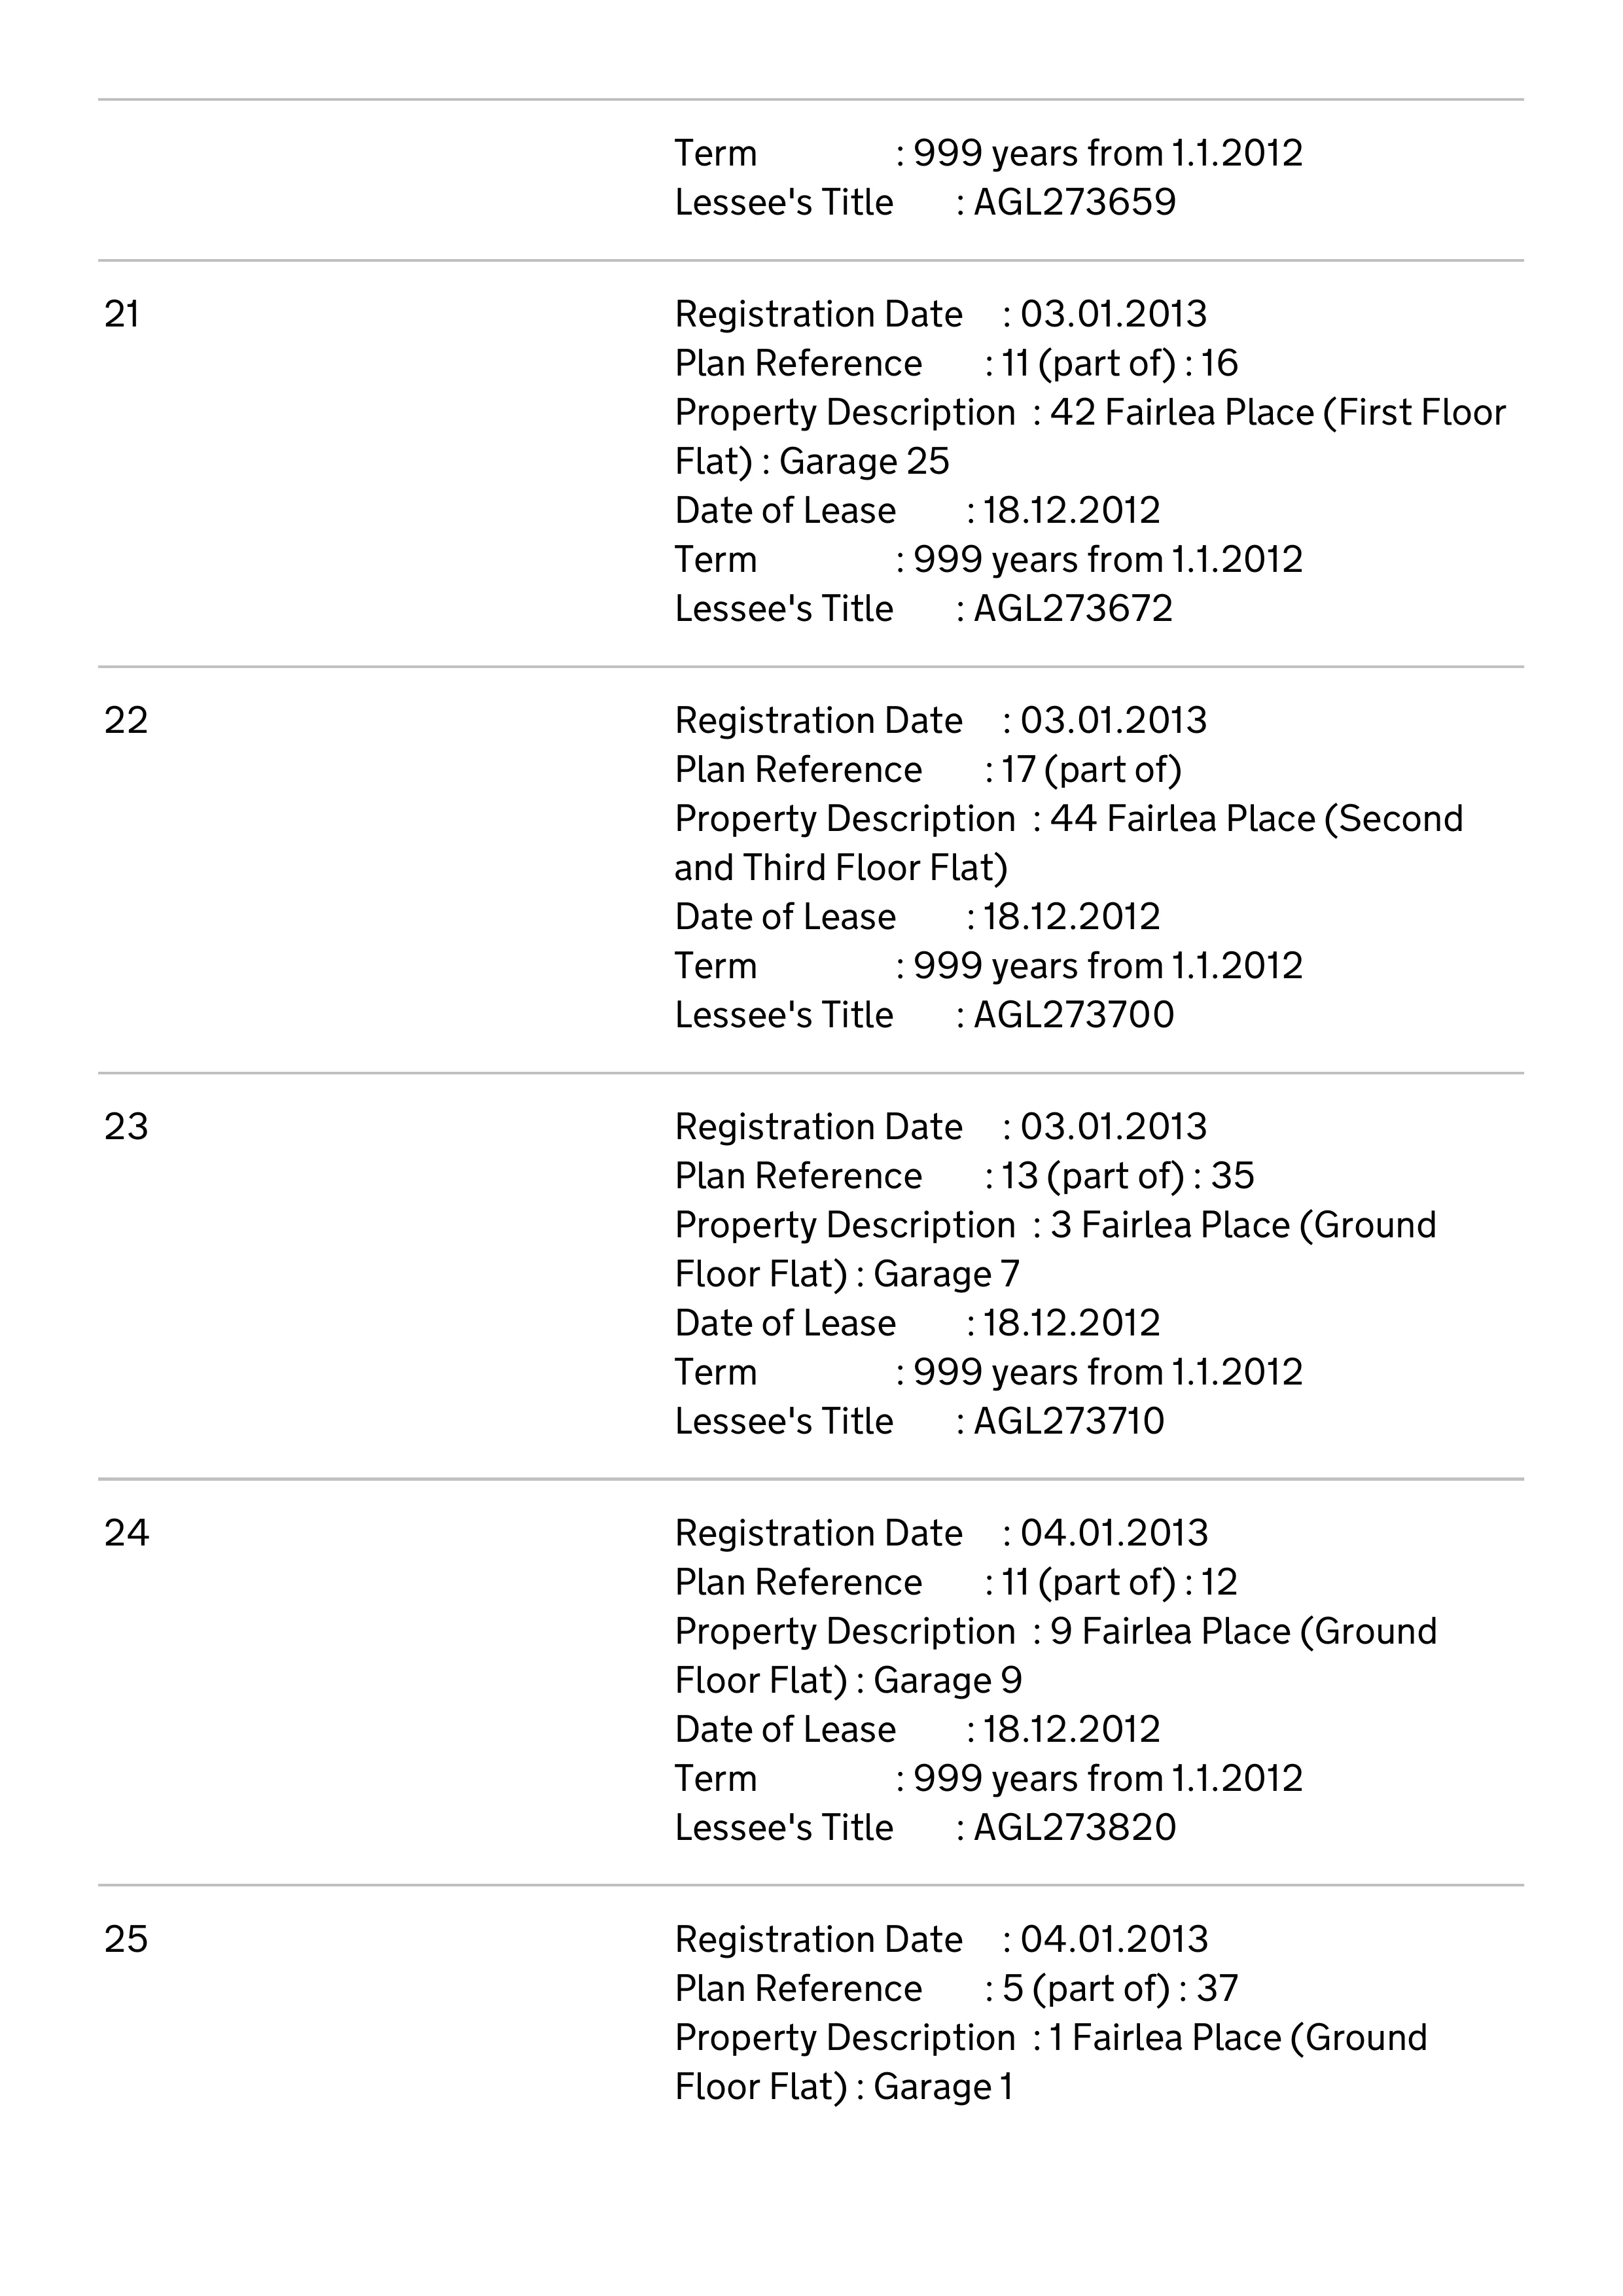 Term : 999 years from 1.1.2012
Lessee's Title : AGL273659
21 Registration Date : 03.01.2013
Plan Reference : 11 (part of) : 16
Property Description : 42 Fairlea Place (First Floor
Flat) : Garage 25
Date of Lease : 18.12.2012
Term : 999 years from 1.1.2012
Lessee's Title : AGL273672
22 Registration Date : 03.01.2013
Plan Reference : 17 (part of)
Property Description : 44 Fairlea Place (Second
and Third Floor Flat)
Date of Lease : 18.12.2012
Term : 999 years from 1.1.2012
Lessee's Title : AGL273700
23 Registration Date : 03.01.2013
Plan Reference : 13 (part of) : 35
Property Description : 3 Fairlea Place (Ground
Floor Flat) : Garage 7
Date of Lease : 18.12.2012
Term : 999 years from 1.1.2012
Lessee's Title : AGL273710
24 Registration Date : 04.01.2013
Plan Reference : 11 (part of) : 12
Property Description : 9 Fairlea Place (Ground
Floor Flat) : Garage 9
Date of Lease : 18.12.2012
Term : 999 years from 1.1.2012
Lessee's Title : AGL273820
25 Registration Date : 04.01.2013
Plan Reference : 5 (part of) : 37
Property Description : 1 Fairlea Place (Ground
Floor Flat) : Garage 1